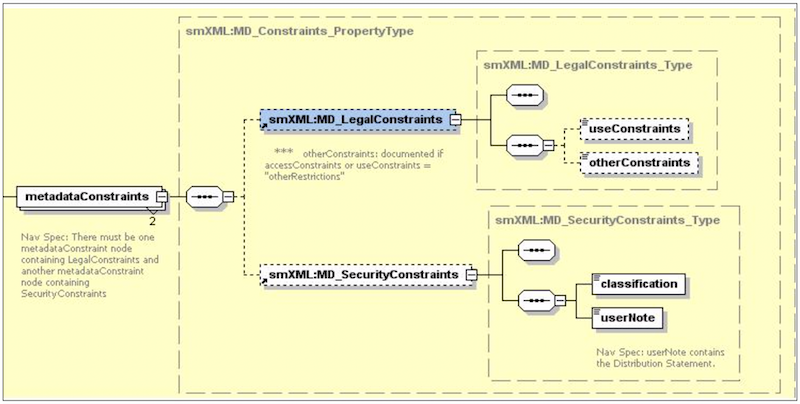 smXML:MD_Constraints_PropertyType
smXML:MD_LegalConstraints_Type
smXML:MD_LegalConstraints
*** otherConstraints: documented if
accessConstraints or useConstraints =
"otherRestrictions"
useConstraints
otherConstraints
metadataConstraints
2
Nav Spec: There must be one
metadataConstraint node
containing LegalConstraints and
another metadataConstraint
node containing
SecurityConstraints
smXML:MD_SecurityConstraints_Type
smXML:MD_SecurityConstraints
classification
userNote
Nav Spec: userNote contains
the Distribution Statement.